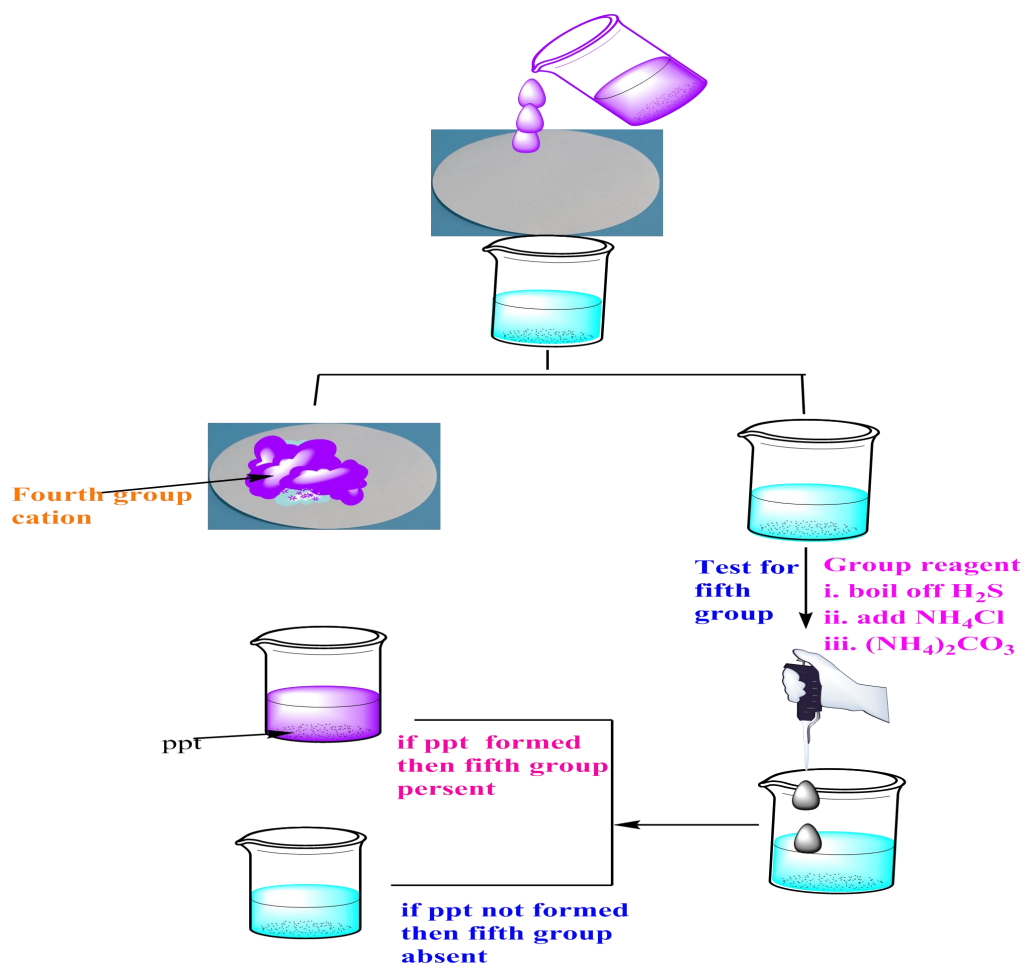 Fourth group
cation
Test for
fifth
group
Group reagent
i. boil off H₂S
ii. add NH₄Cl
iii. (NH₄)₂CO₃
ppt
if ppt formed
then fifth group
persent
if ppt not formed
then fifth group
absent